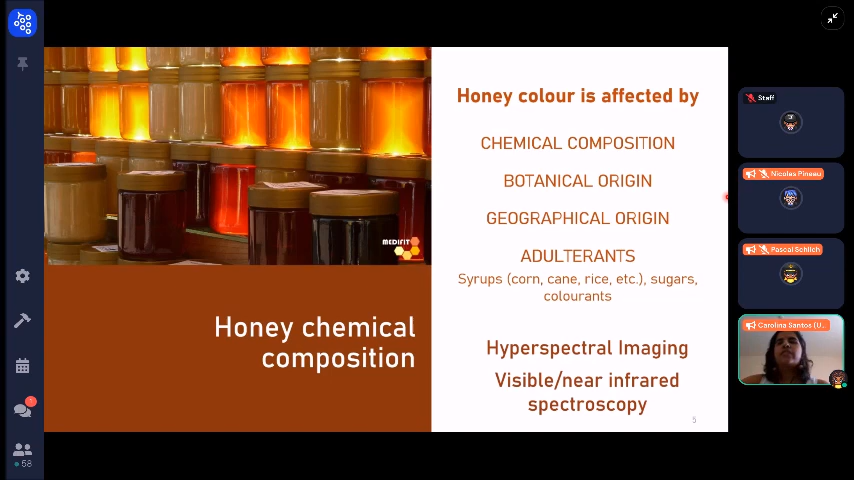 Honey colour is affected by
CHEMICAL COMPOSITION
BOTANICAL ORIGIN
GEOGRAPHICAL ORIGIN
ADULTERANTS
Syrups (corn, cane, rice, etc.), sugars,
colourants
Hyperspectral Imaging
Visible/near infrared
spectroscopy
5
MEDIFIT
Honey chemical
composition
Staff
Nicolas Pineau
Pascal Schlich
Carolina Santos (U...
1
58